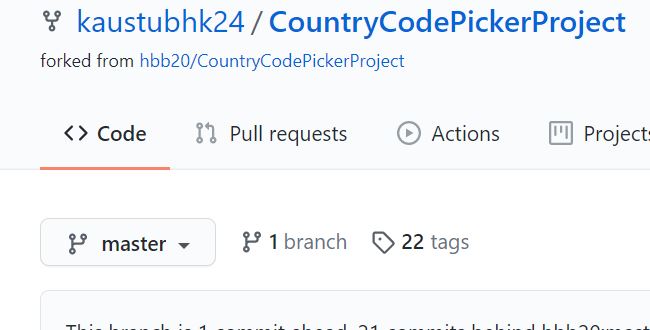 kaustubhk24 / CountryCodePickerProject
forked from hbb20/CountryCodePickerProject
Code Pull requests Actions Projects
master 1 branch 22 tags
This branch is 1 commit ahead, 21 commits behind hbb20:mast